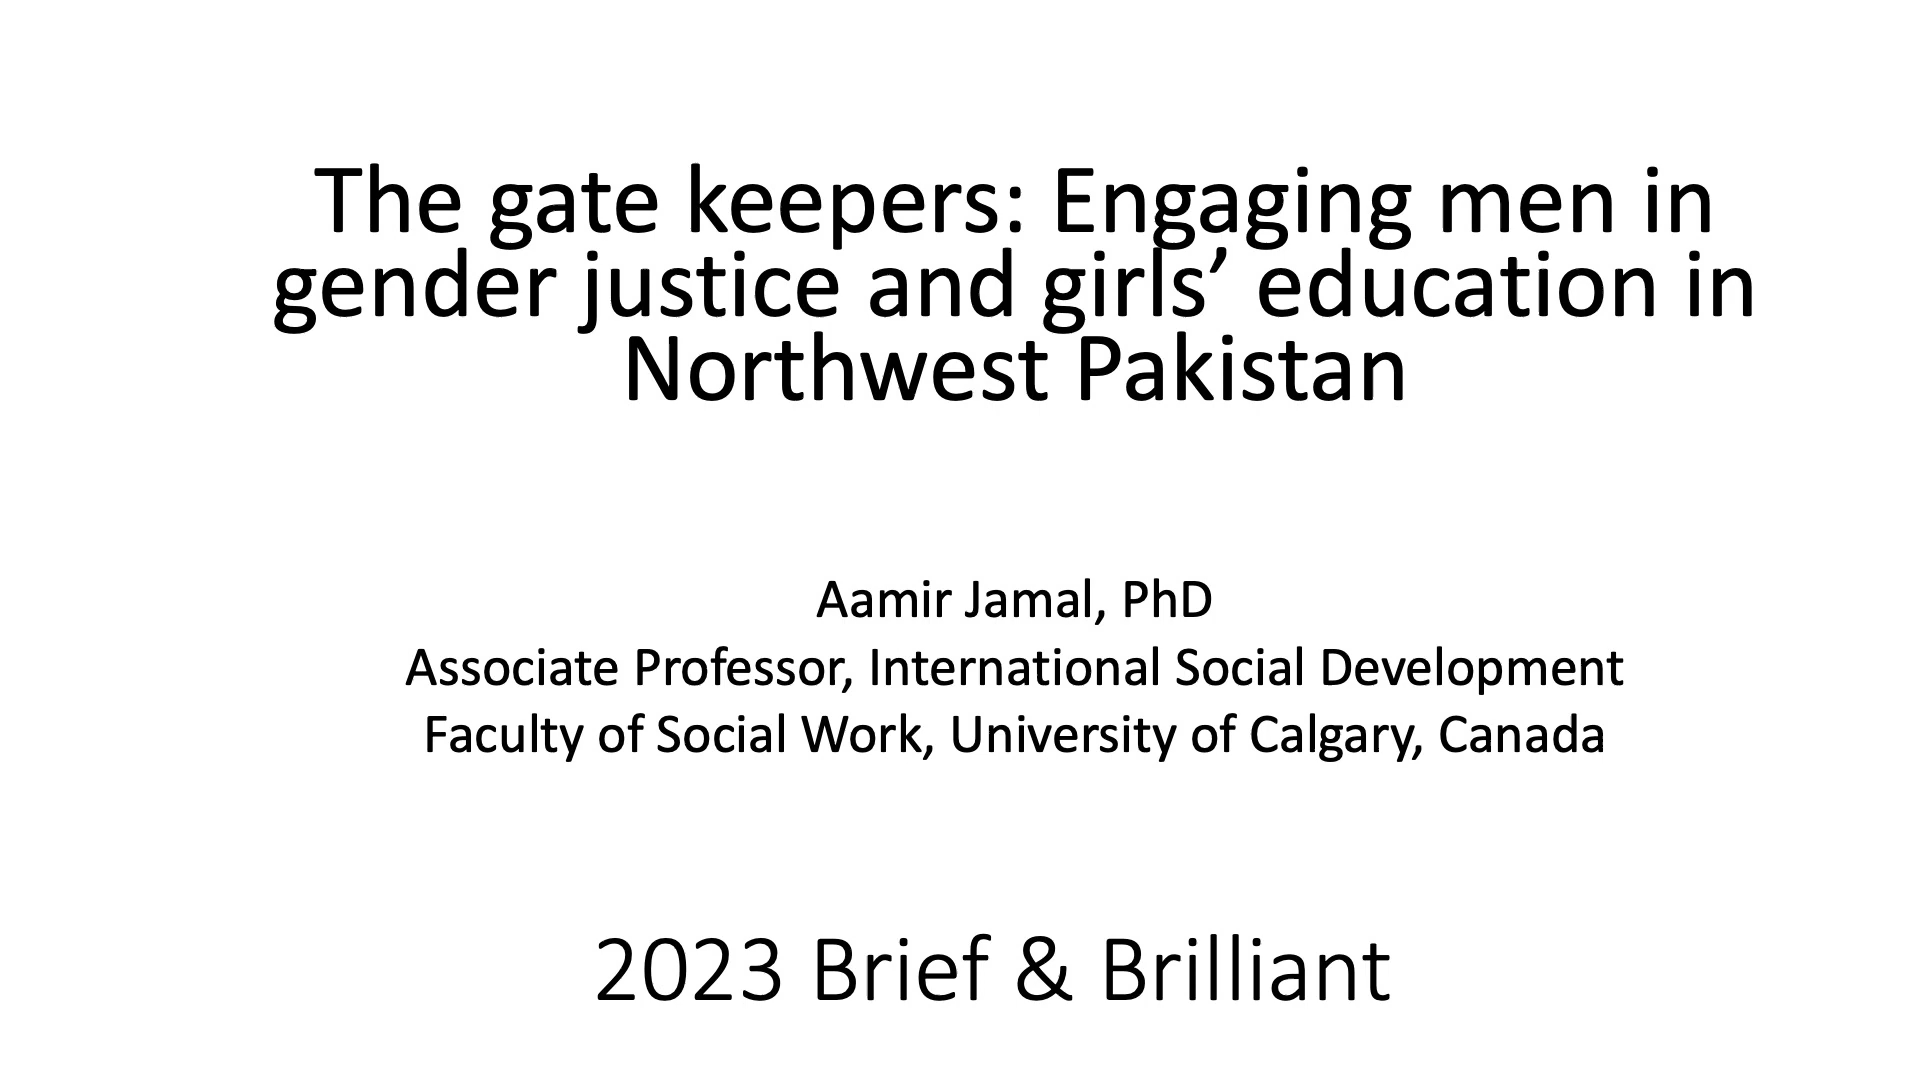 The gate keepers: Engaging men in
gender justice and girls’ education in
Northwest Pakistan
Aamir Jamal, PhD
Associate Professor, International Social Development
Faculty of Social Work, University of Calgary, Canada
2023 Brief & Brilliant